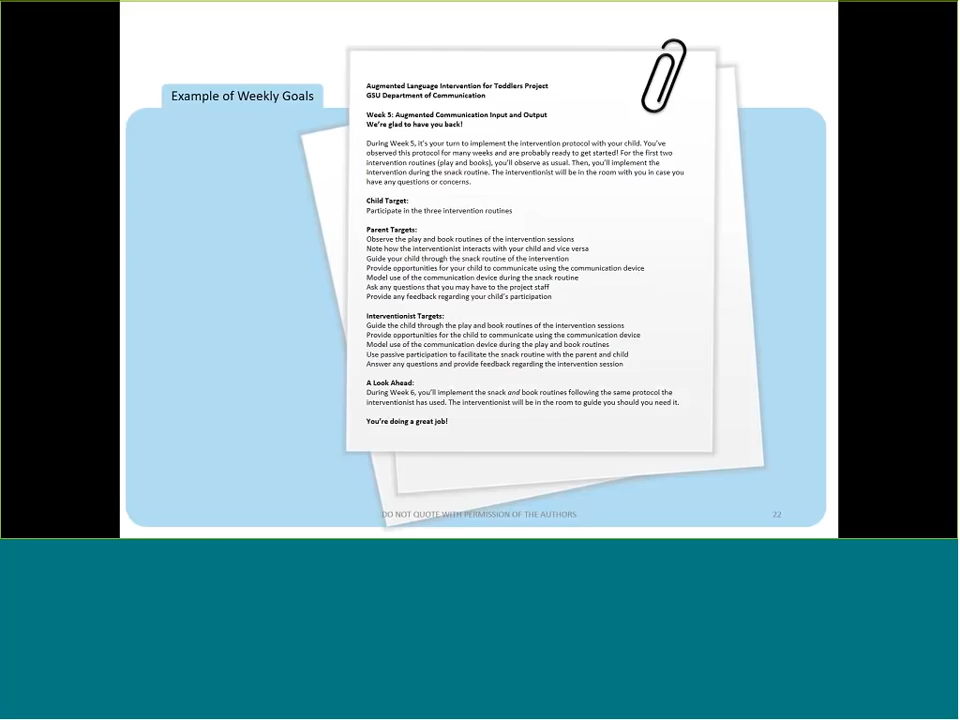 Example of Weekly Goals
Augmented Language Intervention for Toddlers Project
GSU Department of Communication
Week 5: Augmented Communication Input and Output
We're glad to have you back!
During Week 5, it's your turn to implement the intervention protocol with your child. You've
observed this protocol for many weeks and are probably ready to get started! For the first two
intervention routines (play and books), you'll observe as usual. Then, you'll implement the
intervention during the snack routine. The interventionist will be in the room with you in case you
have any questions or concerns.
Child Target:
Participate in the three intervention routines
Parent Targets:
Observe the play and book routines of the intervention sessions
Note how the interventionist interacts with your child and vice versa
Guide your child through the snack routine of the intervention
Provide opportunities for your child to communicate using the communication device
Model use of the communication device during the snack routine
Ask any questions that you may have to the project staff
Provide any feedback regarding your child's participation
Interventionist Targets:
Guide the child through the play and book routines of the intervention sessions
Provide opportunities for the child to communicate using the communication device
Model use of the communication device during the play and book routines
Use passive participation to facilitate the snack routine with the parent and child
Answer any questions and provide feedback regarding the intervention session
A Look Ahead:
During Week 6, you'll implement the snack and book routines following the same protocol the
interventionist has used. The interventionist will be in the room to guide you should you need it.
You're doing a great job!
DO NOT QUOTE WITH PERMISSION OF THE AUTHORS
22